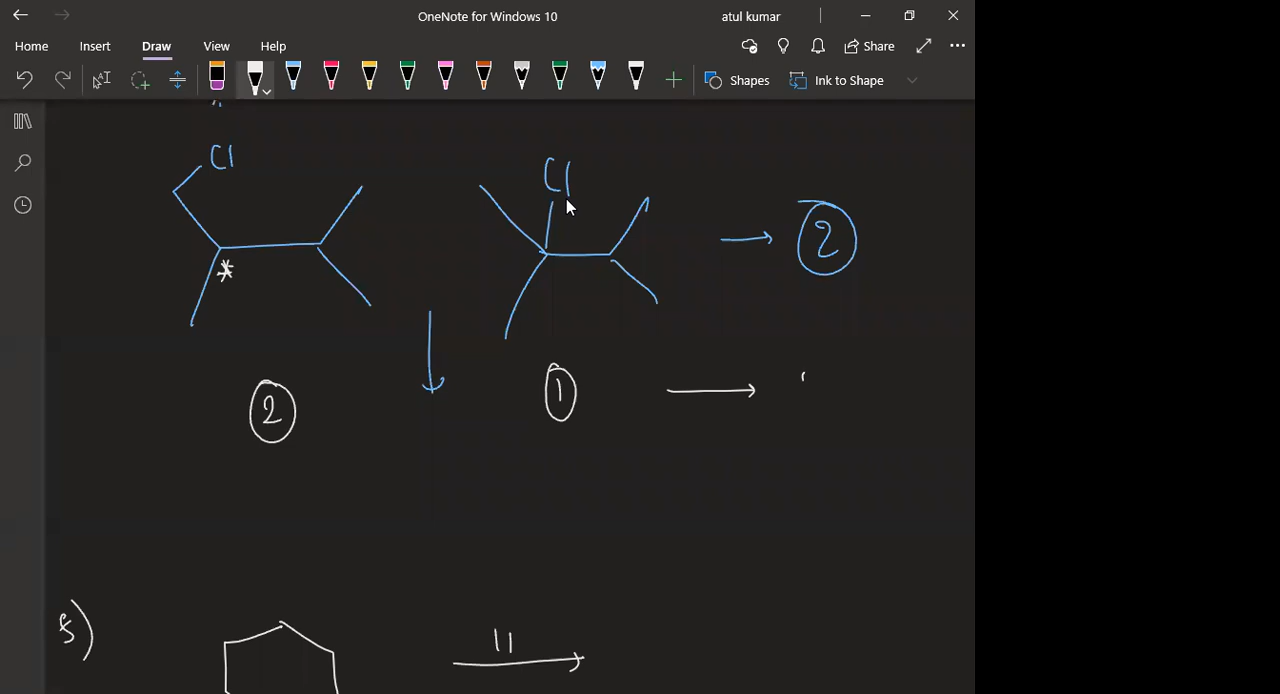 OneNote for Windows 10
atul kumar
Home Insert Draw View Help
Share
Shapes
Ink to Shape
Cl
Cl
*
2
2
1
11